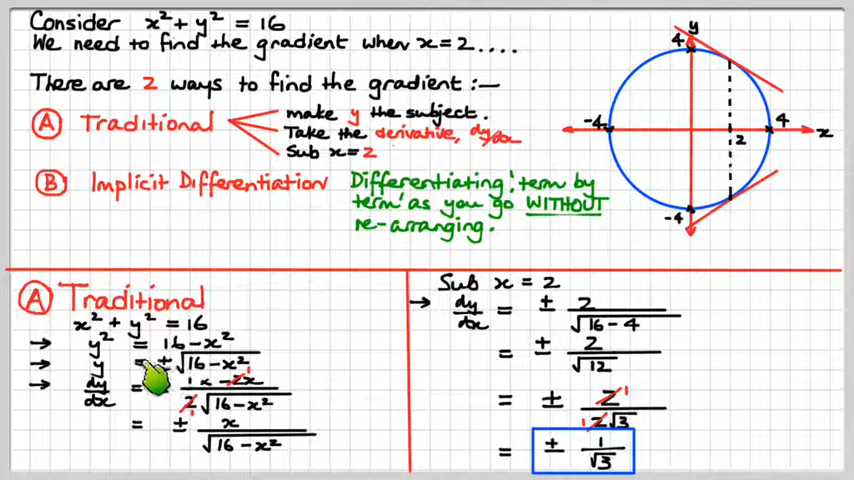 Consider x² + y² = 16
We need to find the gradient when x = 2 ....
There are 2 ways to find the gradient :—
A Traditional
make y the subject.
Take the derivative, dy/dx
Sub x = 2
B Implicit Differentiation
Differentiating 'term by
term' as you go WITHOUT
re-arranging.
y
4
-4
4
2
x
-4
A Traditional
x² + y² = 16
→ y² = 16 - x²
→ y = ± √16 - x²
→ dy/dx = 1 x -2x 1 / 2 1 √16 - x²
= ± x / √16 - x²
Sub x = 2
→ dy/dx = ± 2 / √16 - 4
= ± 2 / √12
= ± 2 1 / 1 2√3
= ± 1 / √3